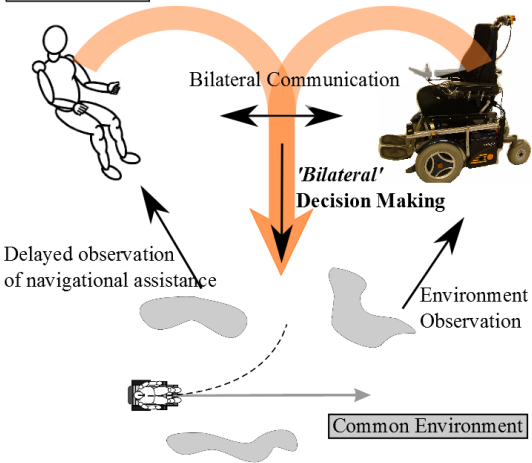 Bilateral Communication
'Bilateral'
Decision Making
Delayed observation
of navigational assistance
Environment
Observation
Common Environment